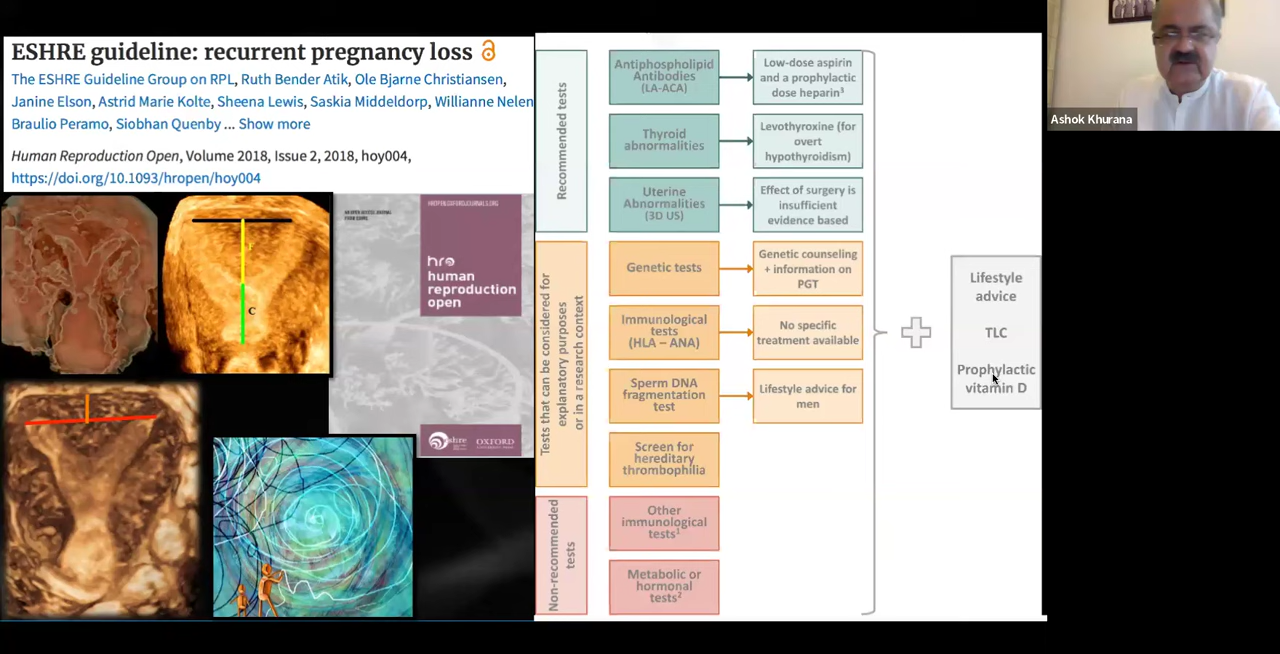 ESHRE guideline: recurrent pregnancy loss
The ESHRE Guideline Group on RPL, Ruth Bender Atik, Ole Bjarne Christiansen,
Janine Elson, Astrid Marie Kolte, Sheena Lewis, Saskia Middeldorp, Willianne Nelen
Braulio Peramo, Siobhan Quenby ... Show more
Human Reproduction Open, Volume 2018, Issue 2, 2018, hoy004,
https://doi.org/10.1093/hropen/hoy004
F
C
HROPEN.OXFORDJOURNALS.ORG
hro
human
reproduction
open
eshre
OXFORD
Recommended tests
Antiphospholipid
Antibodies
(LA-ACA)
Low-dose aspirin
and a prophylactic
dose heparin³
Thyroid
abnormalities
Levothyroxine (for
overt
hypothyroidism)
Uterine
Abnormalities
(3D US)
Effect of surgery is
insufficient
evidence based
Tests that can be considered for
explanatory purposes
or in a research context
Genetic tests
Genetic counseling
+ information on
PGT
Immunological
tests
(HLA – ANA)
No specific
treatment available
Sperm DNA
fragmentation
test
Lifestyle advice for
men
Screen for
hereditary
thrombophilia
Non-recommended
tests
Other
immunological
tests¹
Metabolic or
hormonal
tests²
Lifestyle
advice
TLC
Prophylactic
vitamin D
Ashok Khurana